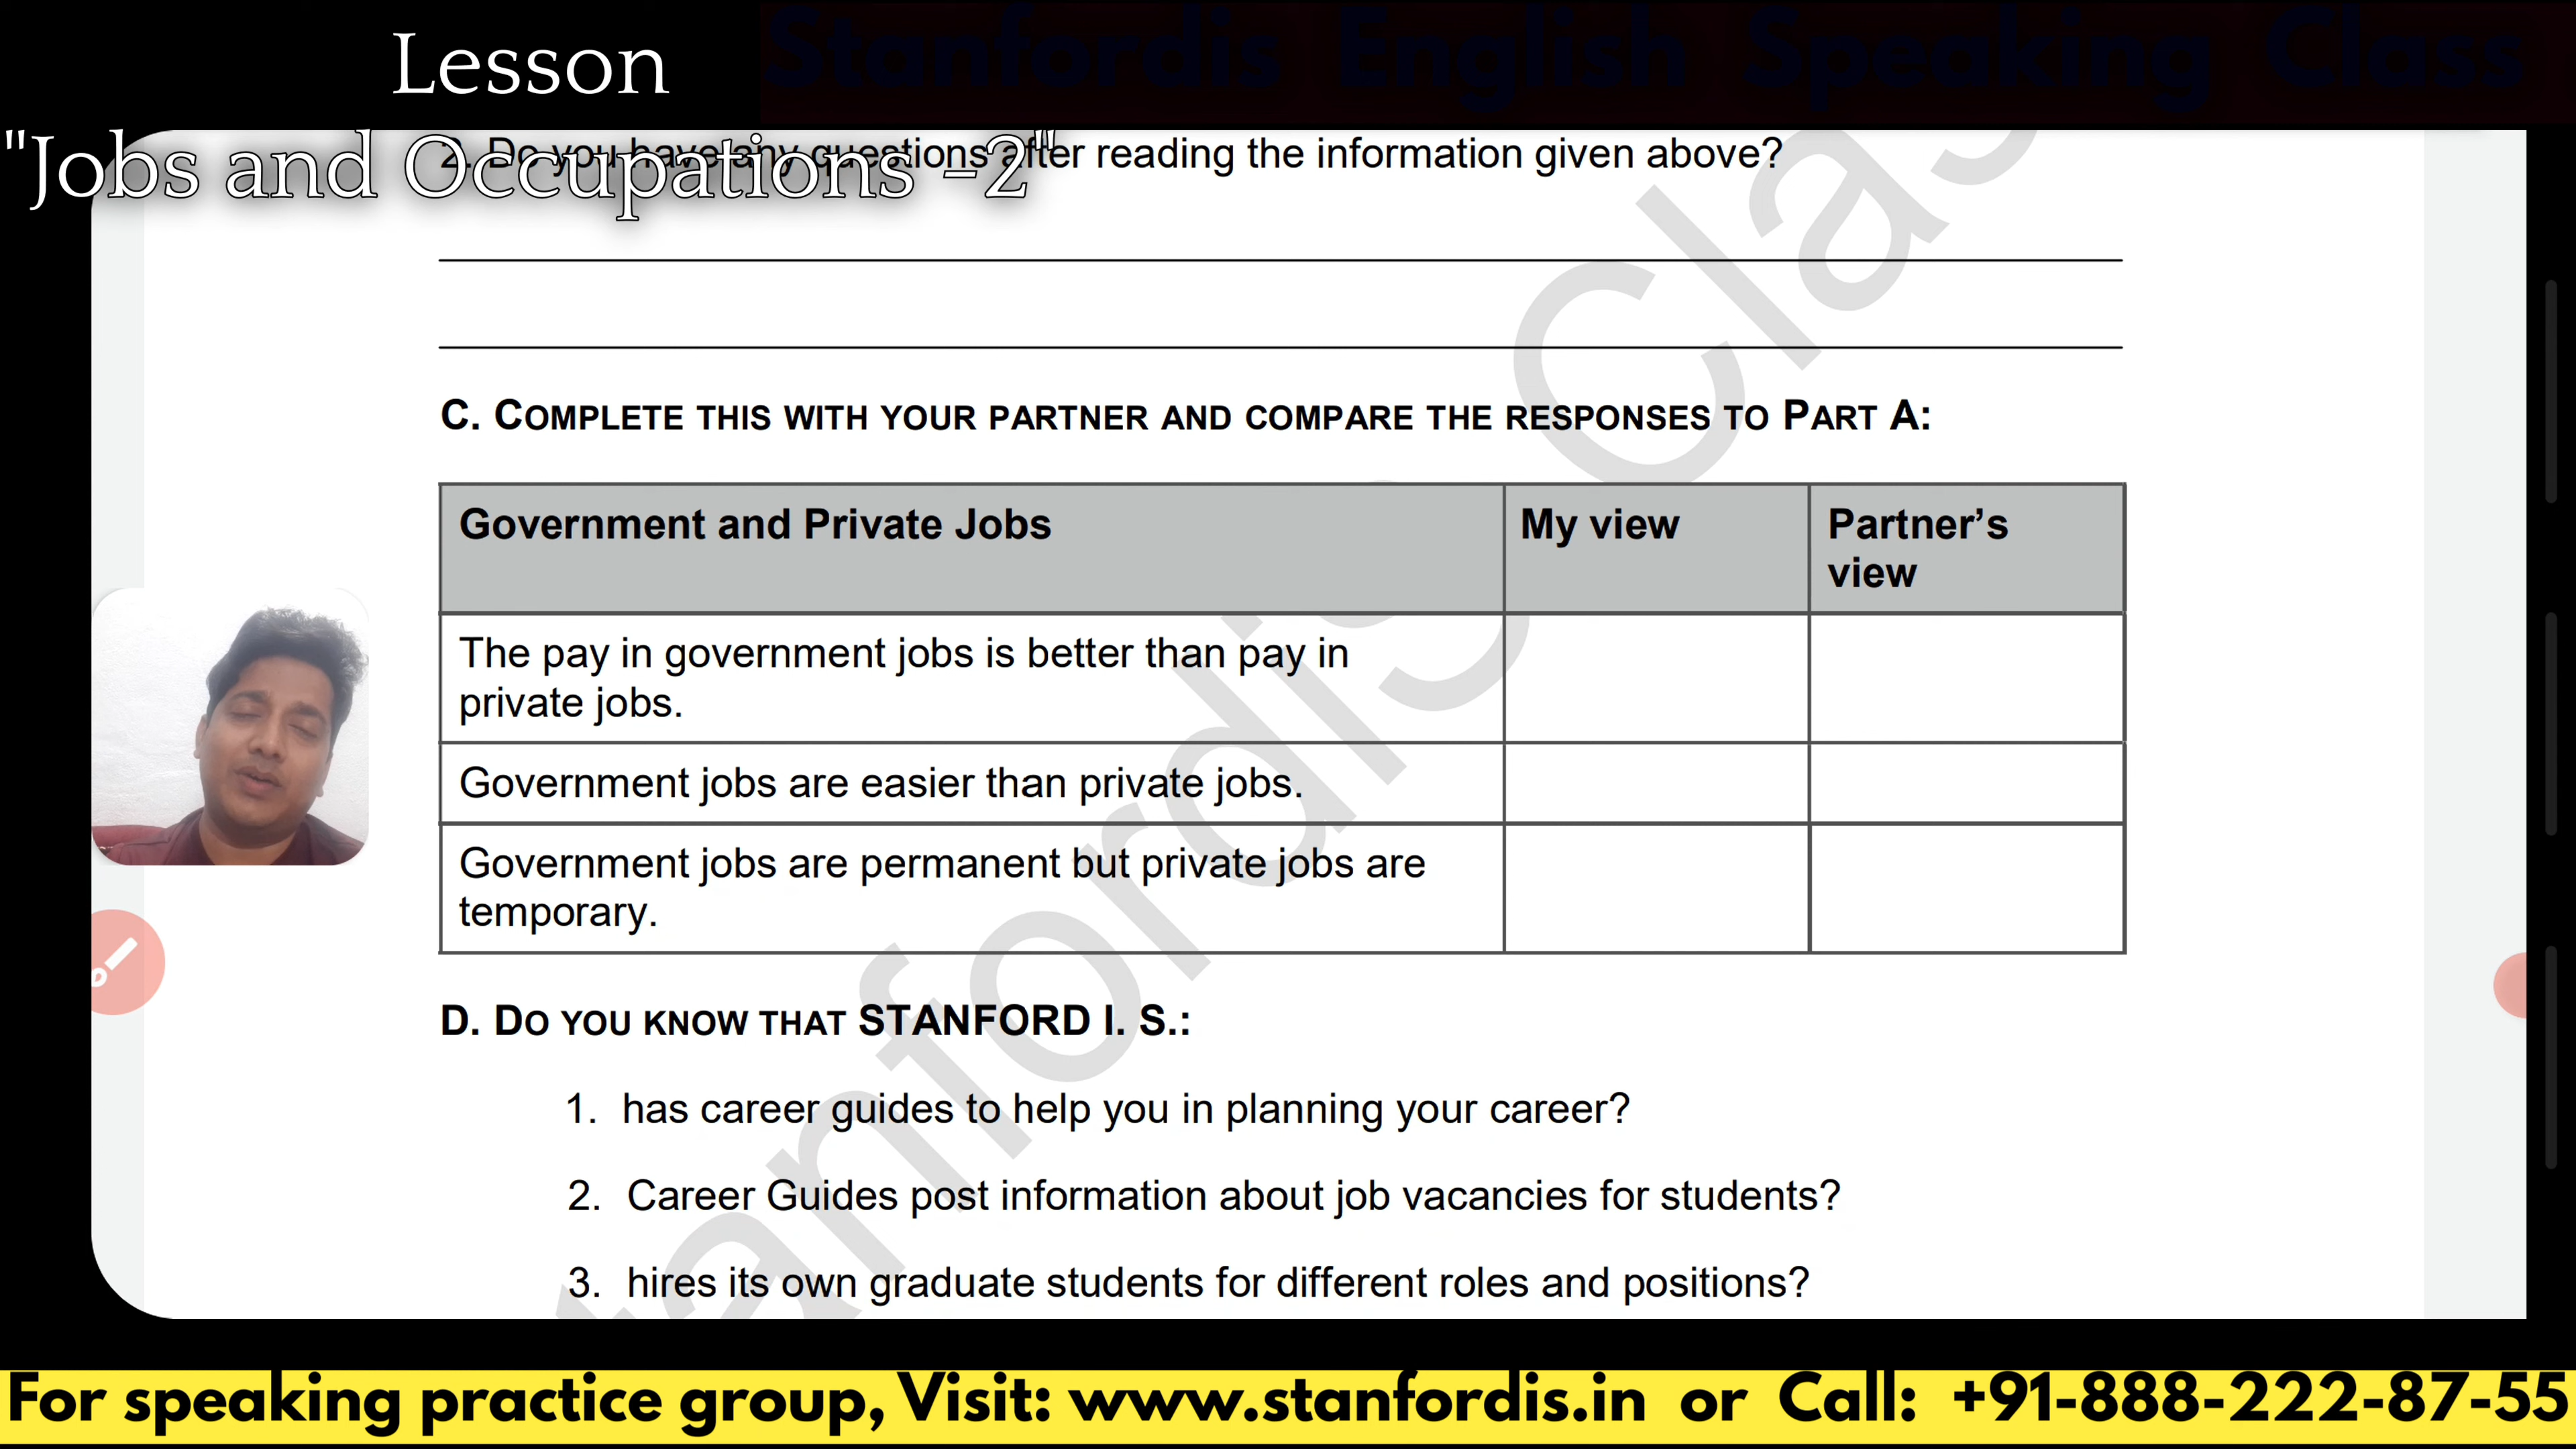 Lesson
Stanfordis English Speaking Class
"Jobs and Occupations -2"
2. Do you have any questions after reading the information given above?
C. COMPLETE THIS WITH YOUR PARTNER AND COMPARE THE RESPONSES TO PART A:
Government and Private Jobs
My view
Partner's
view
The pay in government jobs is better than pay in
private jobs.
Government jobs are easier than private jobs.
Government jobs are permanent but private jobs are
temporary.
D. DO YOU KNOW THAT STANFORD I. S.:
1. has career guides to help you in planning your career?
2. Career Guides post information about job vacancies for students?
3. hires its own graduate students for different roles and positions?
For speaking practice group, Visit: www.stanfordis.in or Call: +91-888-222-87-55